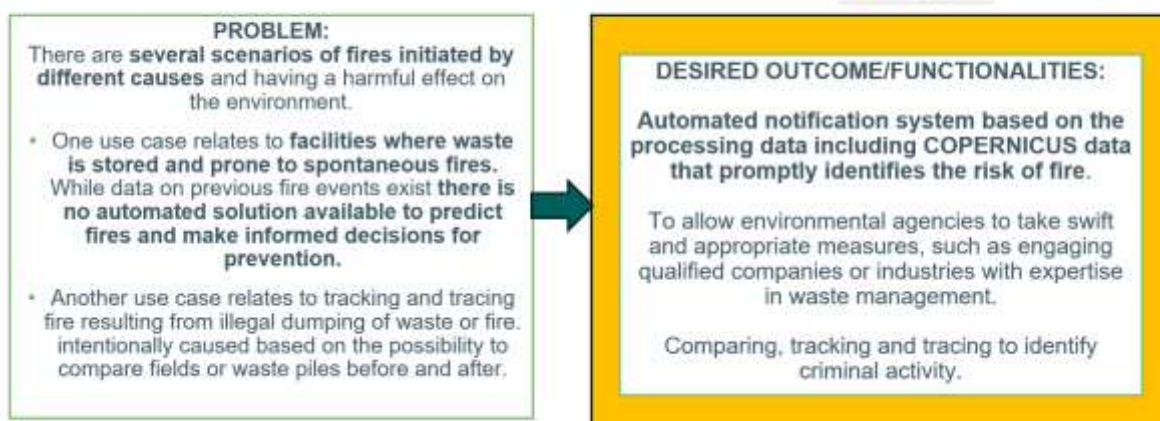 PROBLEM:
There are several scenarios of fires initiated by
different causes and having a harmful effect on
the environment.
• One use case relates to facilities where waste
is stored and prone to spontaneous fires.
While data on previous fire events exist there is
no automated solution available to predict
fires and make informed decisions for
prevention.
• Another use case relates to tracking and tracing
fire resulting from illegal dumping of waste or fire.
intentionally caused based on the possibility to
compare fields or waste piles before and after.
DESIRED OUTCOME/FUNCTIONALITIES:
Automated notification system based on the
processing data including COPERNICUS data
that promptly identifies the risk of fire.
To allow environmental agencies to take swift
and appropriate measures, such as engaging
qualified companies or industries with expertise
in waste management.
Comparing, tracking and tracing to identify
criminal activity.